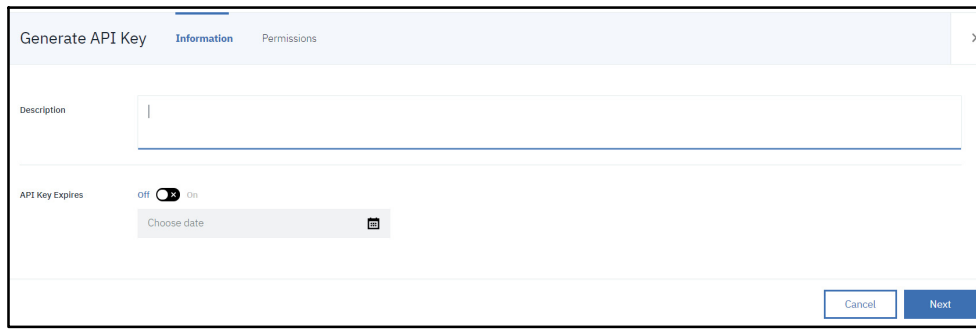 Generate API Key Information Permissions
Description
API Key Expires Off On
Choose date
Cancel Next